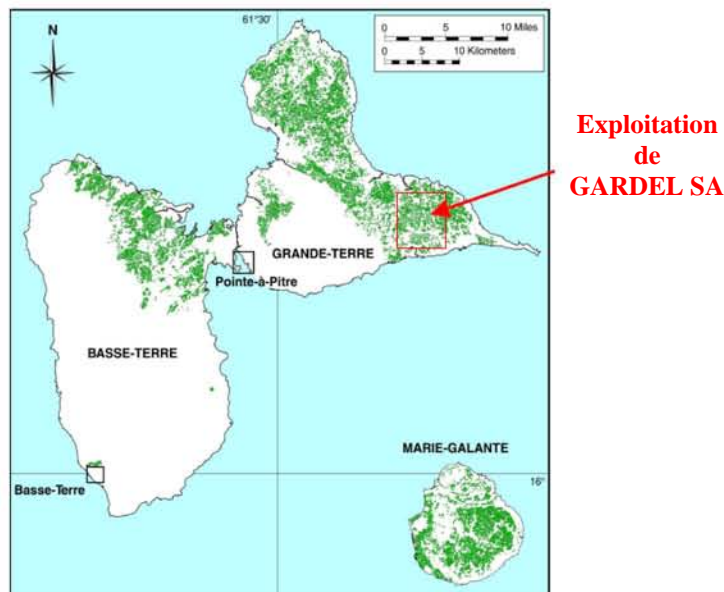 61°30'
N
0 5 10 Miles
0 5 10 Kilometers
Exploitation
de
GARDEL SA
GRANDE-TERRE
Pointe-à-Pitre
BASSE-TERRE
MARIE-GALANTE
Basse-Terre
16°